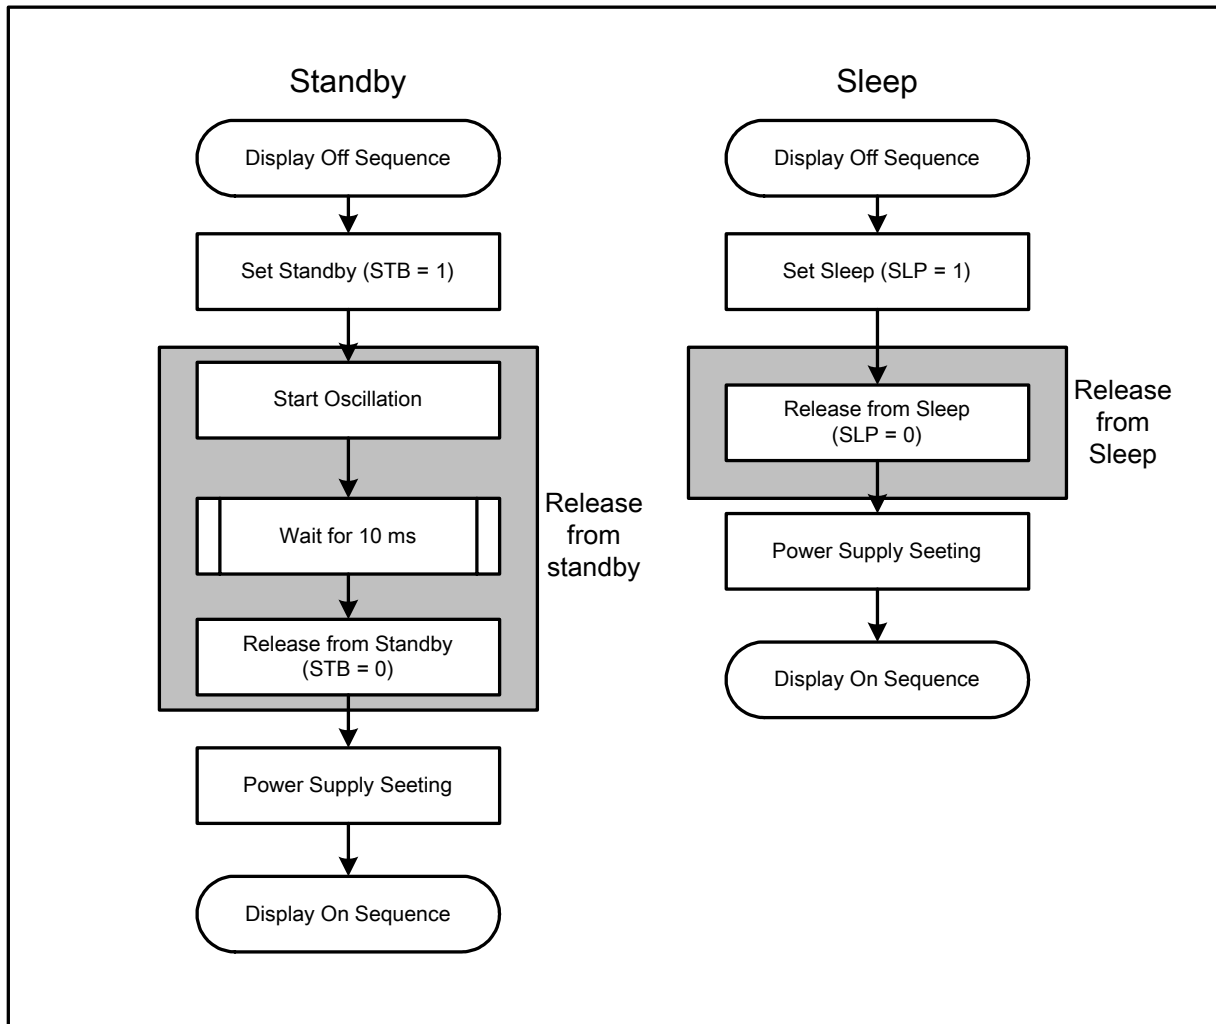 Standby
Display Off Sequence
Set Standby (STB = 1)
Start Oscillation
Wait for 10 ms
Release from Standby
(STB = 0)
Release
from
standby
Power Supply Seeting
Display On Sequence
Sleep
Display Off Sequence
Set Sleep (SLP = 1)
Release from Sleep
(SLP = 0)
Release
from
Sleep
Power Supply Seeting
Display On Sequence